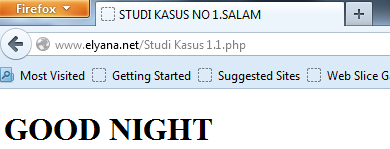 Firefox
STUDI KASUS NO 1.SALAM
www.elyana.net/Studi Kasus 1.1.php
Most Visited Getting Started Suggested Sites Web Slice G
GOOD NIGHT